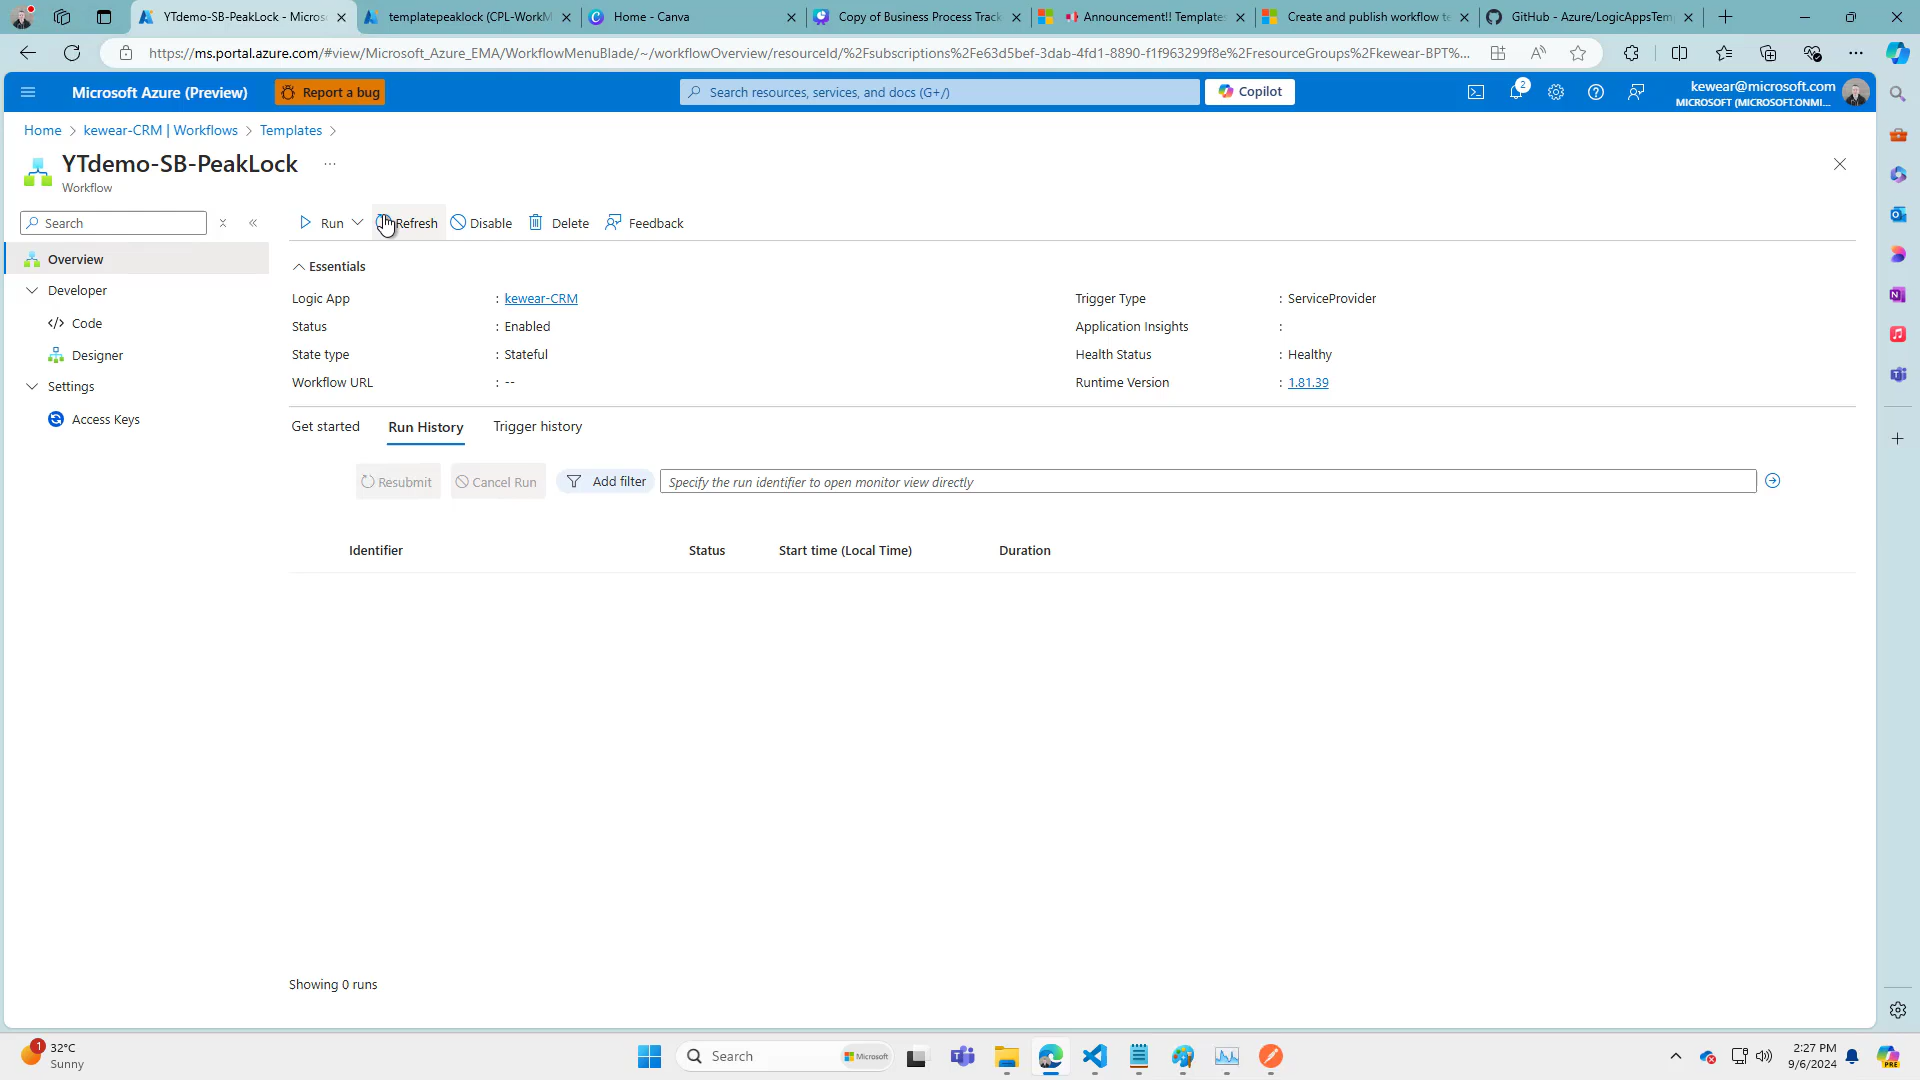 YTdemo-SB-PeakLock - Micros
templatepeaklock (CPL-WorkM
Home - Canva
Copy of Business Process Track
Announcement!! Templates
Create and publish workflow te
GitHub - Azure/LogicAppsTem
https://ms.portal.azure.com/#view/Microsoft_Azure_EMA/WorkflowMenuBlade/~/workflowOverview/resourceId/%2Fsubscriptions%2Fe63d5bef-3dab-4fd1-8890-f1f963299f8e%2FresourceGroups%2Fkewear-BPT%...
Microsoft Azure (Preview)
Report a bug
Search resources, services, and docs (G+/)
Copilot
2
kewear@microsoft.com
MICROSOFT (MICROSOFT.ONMI...
Home > kewear-CRM | Workflows > Templates >
YTdemo-SB-PeakLock ...
Workflow
Search
Run
Refresh
Disable
Delete
Feedback
Overview
Developer
Code
Designer
Settings
Access Keys
Essentials
Logic App : kewear-CRM
Status : Enabled
State type : Stateful
Workflow URL : --
Trigger Type : ServiceProvider
Application Insights :
Health Status : Healthy
Runtime Version : 1.81.39
Get started
Run History
Trigger history
Resubmit
Cancel Run
Add filter
Specify the run identifier to open monitor view directly
Identifier
Status
Start time (Local Time)
Duration
Showing 0 runs
1
32°C
Sunny
Search
Microsoft
2:27 PM
9/6/2024
PRE